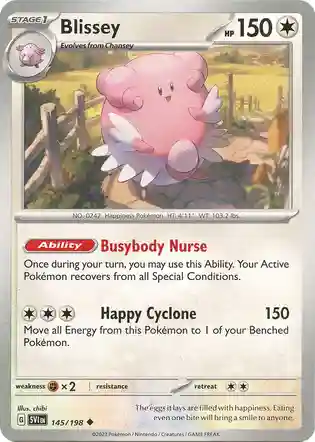 STAGE 1
Blissey
HP 150
Evolves from Chansey
NO. 0242 Happiness Pokémon HT: 4'11" WT: 103.2 lbs.
Ability Busybody Nurse
Once during your turn, you may use this Ability. Your Active
Pokémon recovers from all Special Conditions.
Happy Cyclone 150
Move all Energy from this Pokémon to 1 of your Benched
Pokémon.
weakness ×2 resistance retreat
Illus. chibi
G SVI EN 145/198
The eggs it lays are filled with happiness. Eating
even one bite will bring a smile to anyone.
©2023 Pokémon / Nintendo / Creatures / GAME FREAK